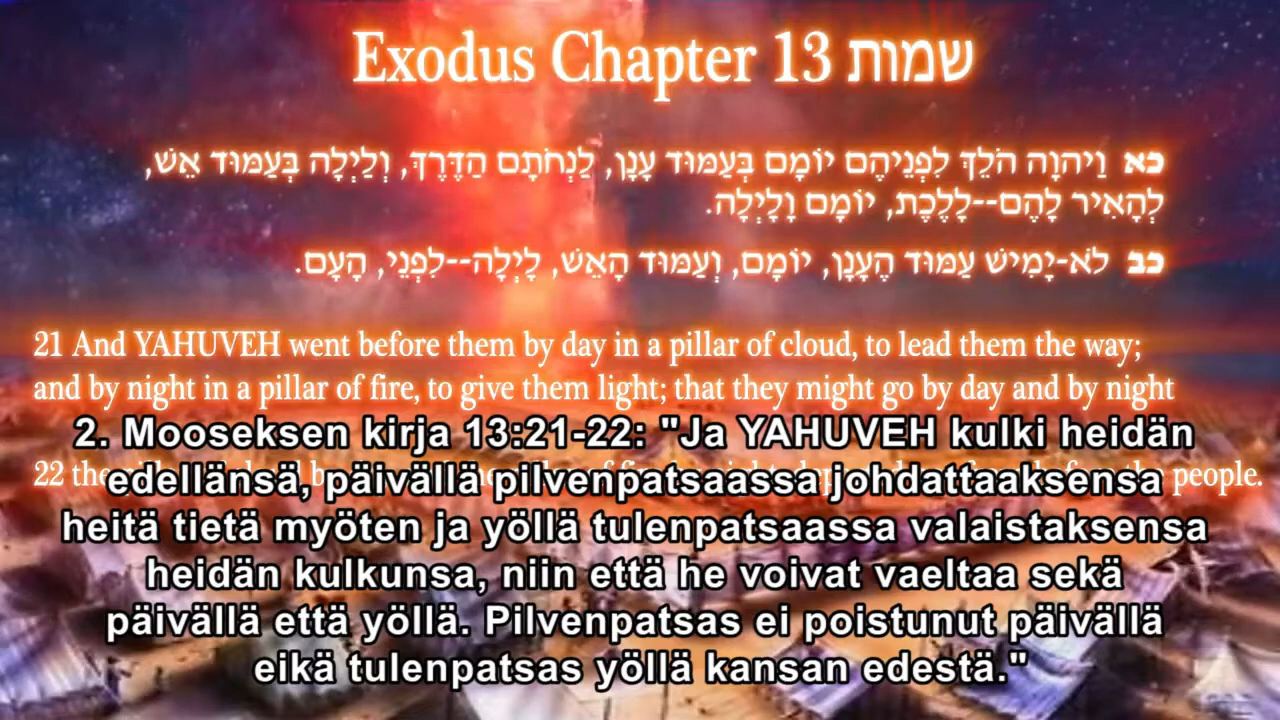 Exodus Chapter 13 שמות
כא וַיהוָה הֹלֵךְ לִפְנֵיהֶם יוֹמָם בְּעַמּוּד עָנָן, לַנְחֹתָם הַדֶּרֶךְ, וְלַיְלָה בְּעַמּוּד אֵשׁ,
לְהָאִיר לָהֶם--לָלֶכֶת, יוֹמָם וָלָיְלָה.
כב לֹא-יָמִישׁ עַמּוּד הֶעָנָן, יוֹמָם, וְעַמּוּד הָאֵשׁ, לָיְלָה--לִפְנֵי, הָעָם.
21 And YAHUVEH went before them by day in a pillar of cloud, to lead them the way;
and by night in a pillar of fire, to give them light; that they might go by day and by night
22 the people.
2. Mooseksen kirja 13:21-22: "Ja YAHUVEH kulki heidän
edellänsä, päivällä pilvenpatsaassa johdattaaksensa
heitä tietä myöten ja yöllä tulenpatsaassa valaistaksensa
heidän kulkunsa, niin että he voivat vaeltaa sekä
päivällä että yöllä. Pilvenpatsas ei poistunut päivällä
eikä tulenpatsas yöllä kansan edestä."